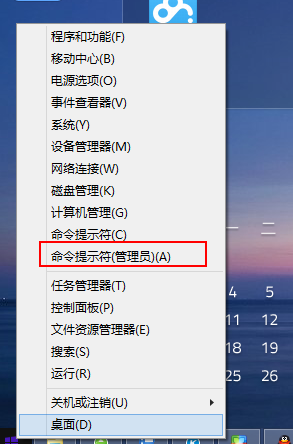 程序和功能(F)
移动中心(B)
电源选项(O)
事件查看器(V)
系统(Y)
设备管理器(M)
网络连接(W)
磁盘管理(K)
计算机管理(G)
命令提示符(C)
命令提示符(管理员)(A)
任务管理器(T)
控制面板(P)
文件资源管理器(E)
搜索(S)
运行(R)
关机或注销(U)
桌面(D)
一 二
4 5
11 12
18 19
25 26